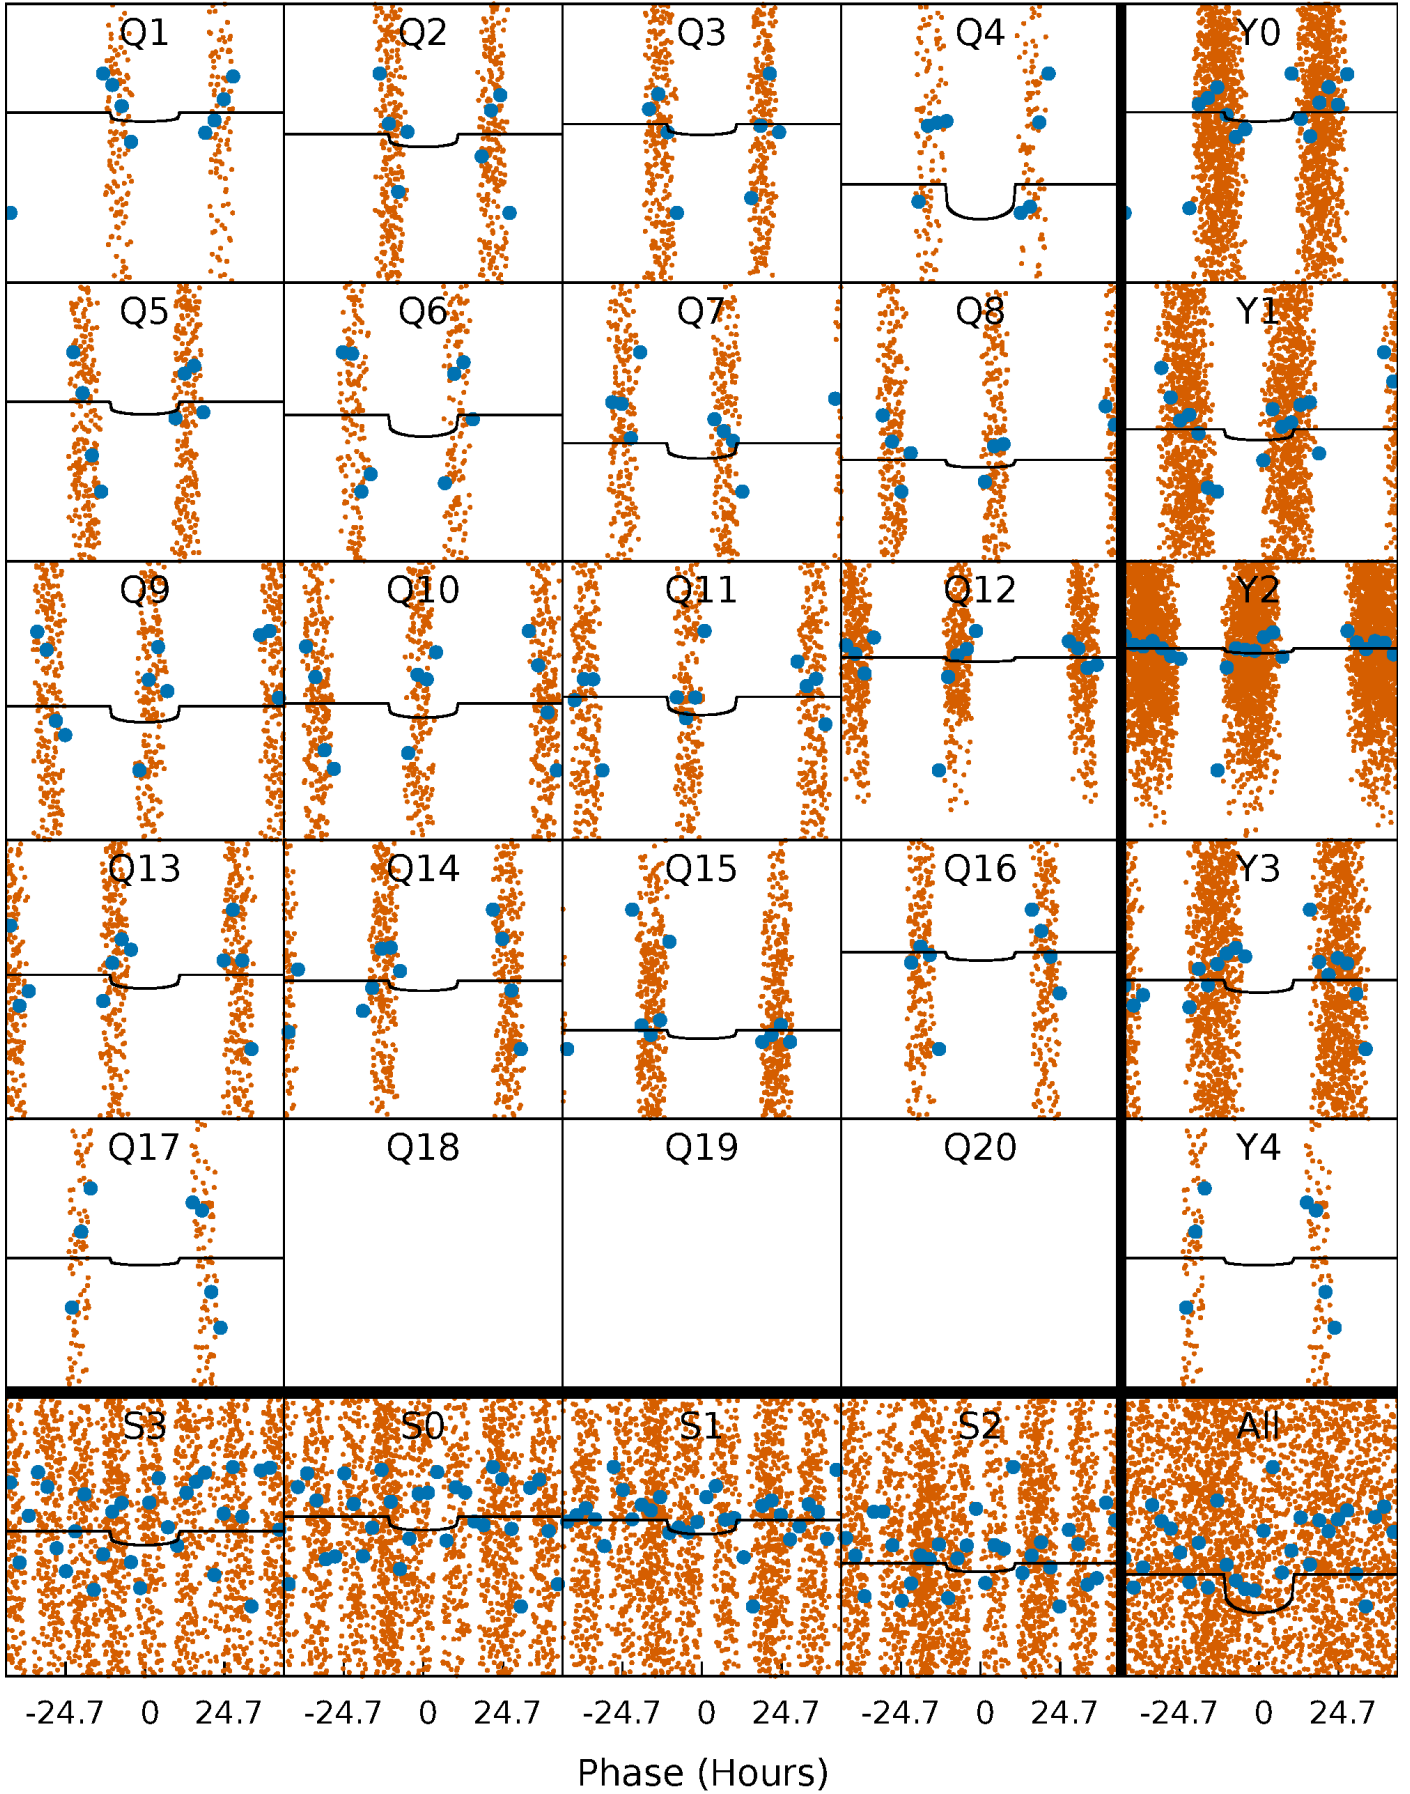 Q1 Q2 Q3 Q4 Y0
Q5 Q6 Q7 Q8 Y1
Q9 Q10 Q11 Q12 Y2
Q13 Q14 Q15 Q16 Y3
Q17 Q18 Q19 Q20 Y4
S3 S0 S1 S2 All
-24.7 0 24.7 -24.7 0 24.7 -24.7 0 24.7 -24.7 0 24.7 -24.7 0 24.7
Phase (Hours)